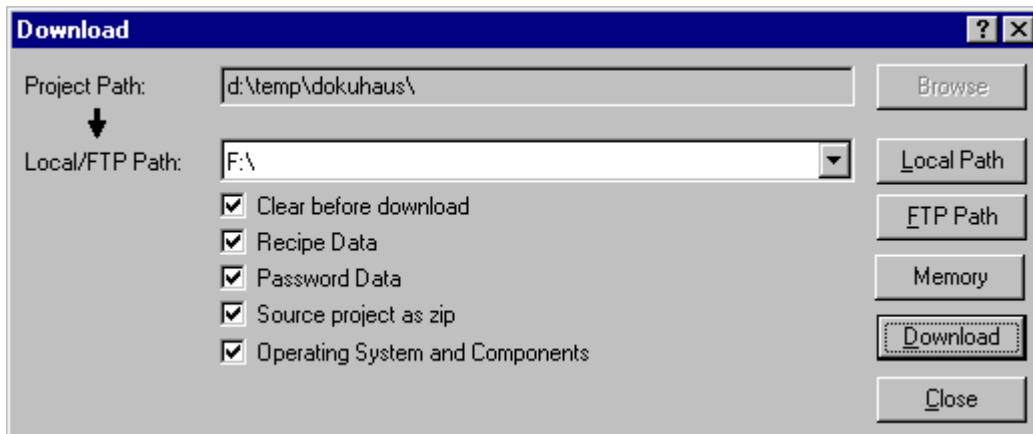 Download
Project Path: d:\temp\dokuhaus\ Browse
Local/FTP Path: F:\ Local Path
Clear before download
FTP Path
Recipe Data
Password Data
Memory
Source project as zip
Download
Operating System and Components
Close